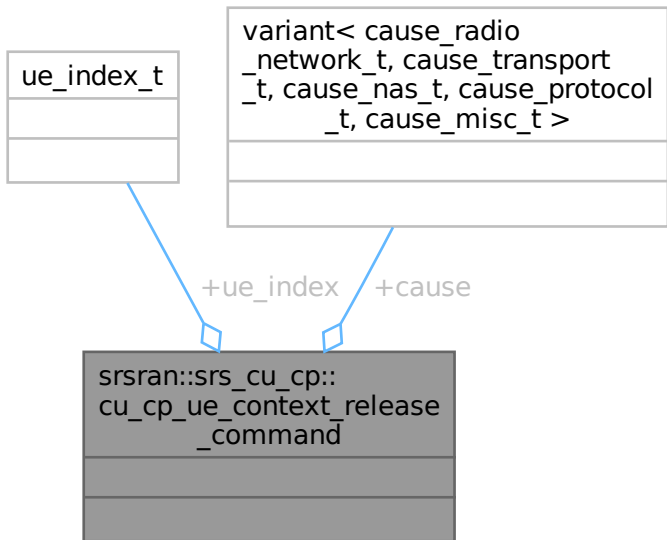 ue_index_t
variant< cause_radio
_network_t, cause_transport
_t, cause_nas_t, cause_protocol
_t, cause_misc_t >
+ue_index
+cause
srsran::srs_cu_cp::
cu_cp_ue_context_release
_command